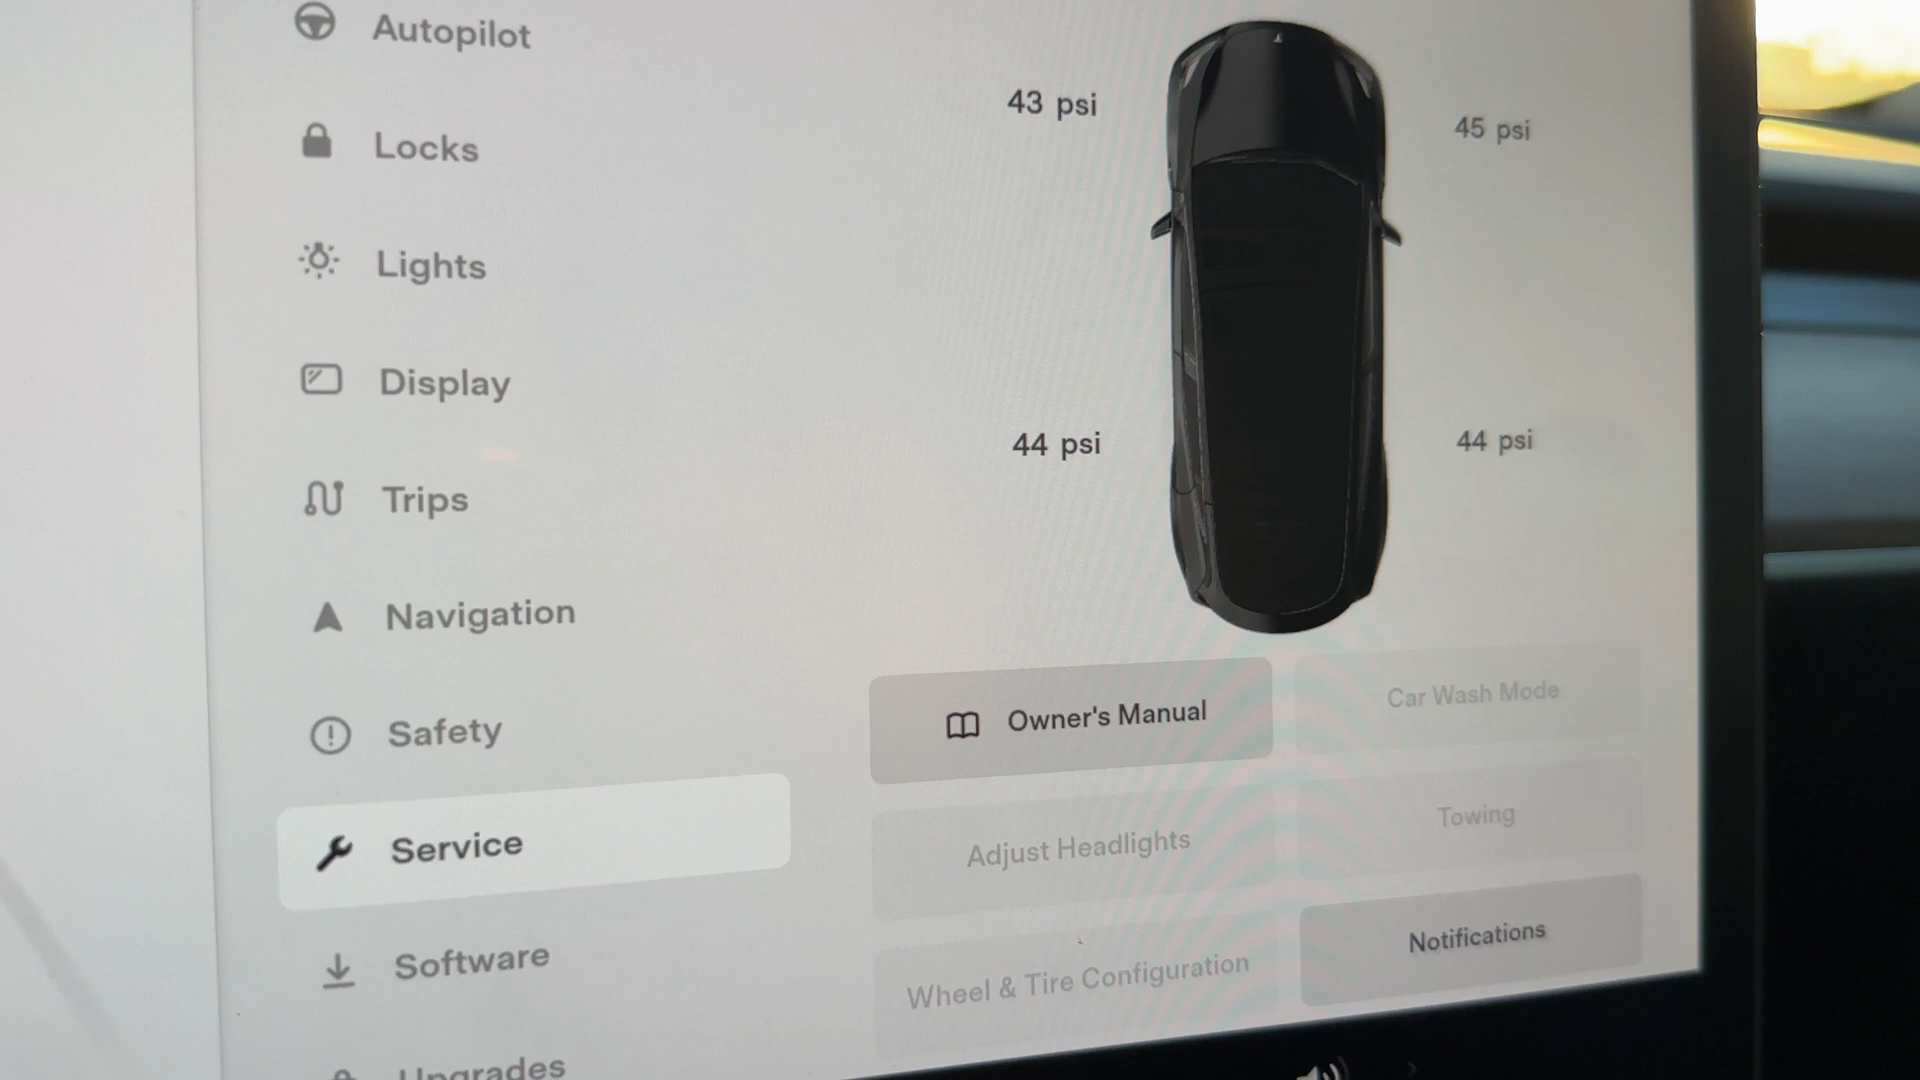 Autopilot
Locks
Lights
Display
Trips
Navigation
Safety
Service
Software
Upgrades
43 psi
45 psi
44 psi
44 psi
Owner's Manual
Car Wash Mode
Adjust Headlights
Towing
Wheel & Tire Configuration
Notifications